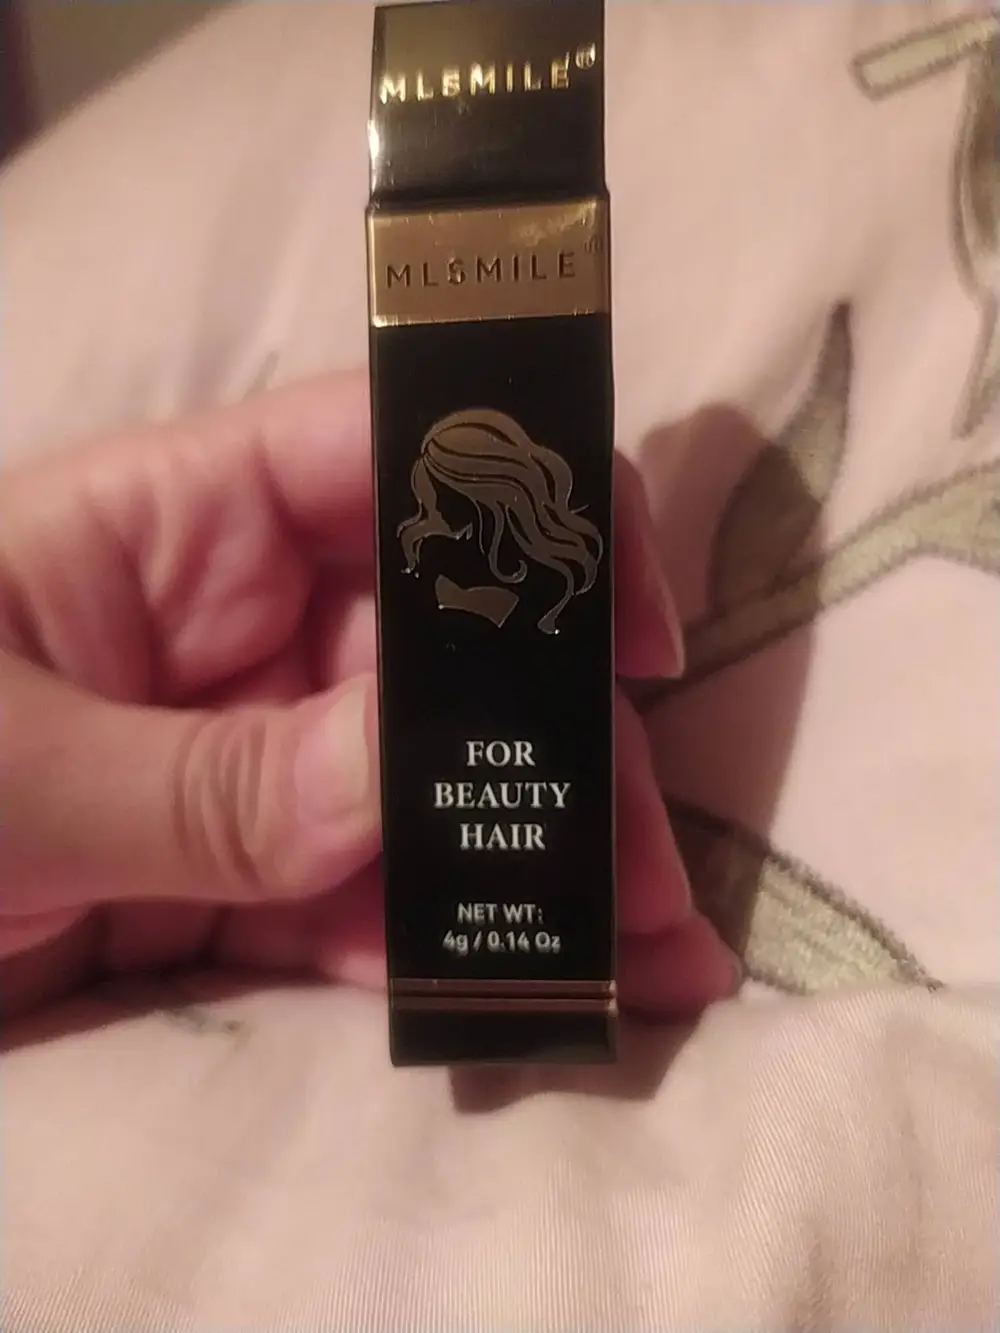 MLSMILE®
MLSMILE®
FOR
BEAUTY
HAIR
NET WT:
4g / 0.14 Oz